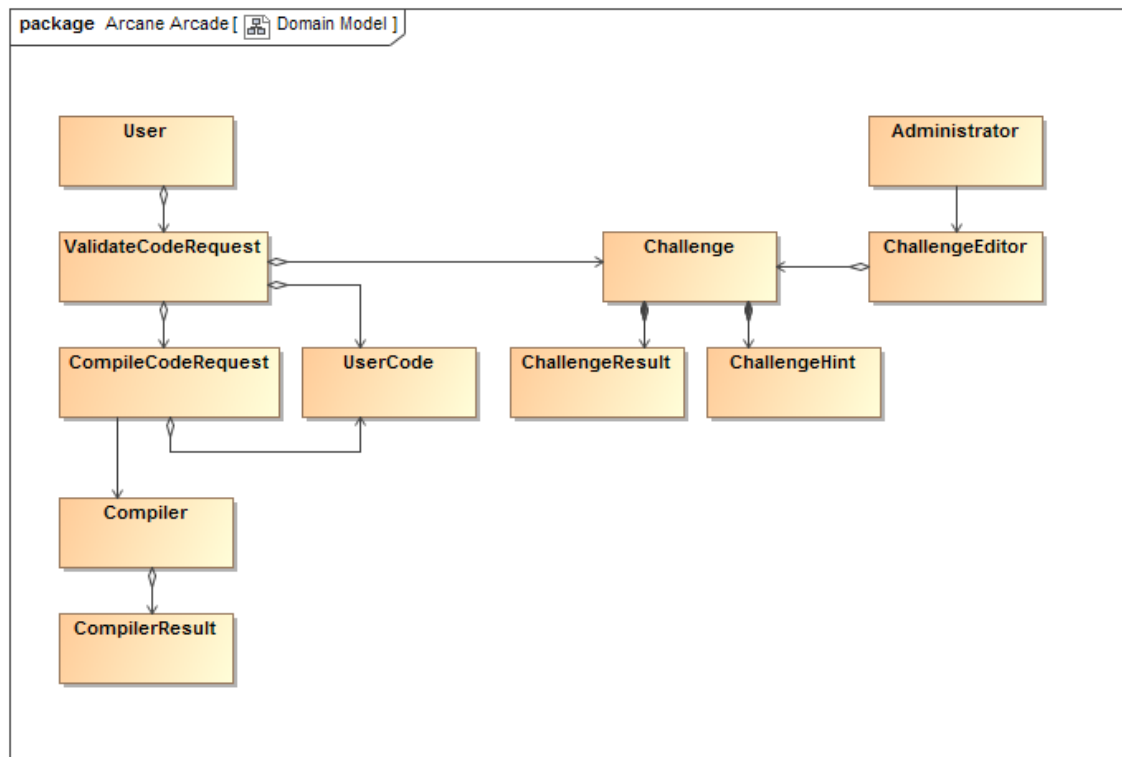 package Arcane Arcade [ Domain Model ]
User
Administrator
ValidateCodeRequest
Challenge
ChallengeEditor
CompileCodeRequest
UserCode
ChallengeResult
ChallengeHint
Compiler
CompilerResult